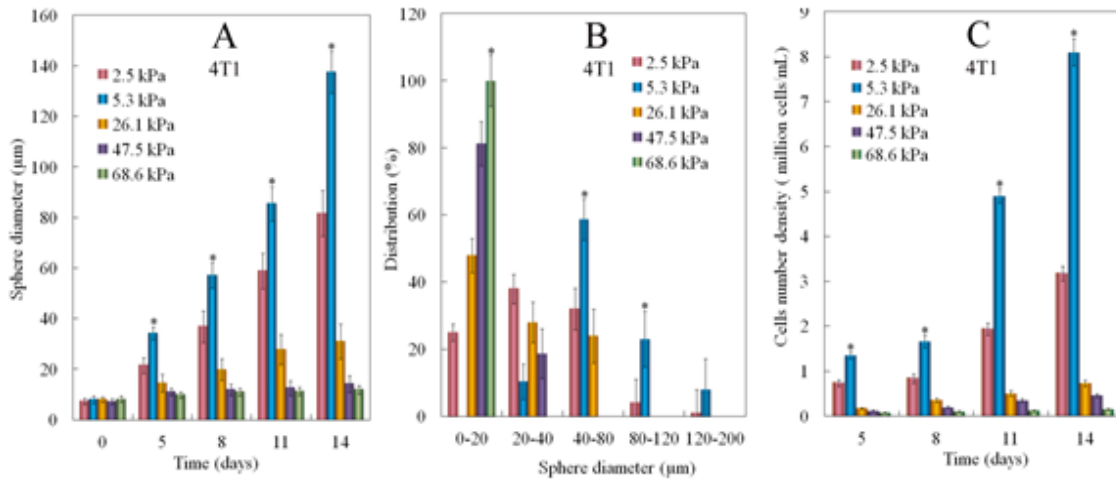 A
4T1
Sphere diameter (μm)
160
140
120
100
80
60
40
20
0
2.5 kPa
5.3 kPa
26.1 kPa
47.5 kPa
68.6 kPa
*
*
*
*
0 5 8 11 14
Time (days)
B
4T1
Distribution (%)
120
100
80
60
40
20
0
2.5 kPa
5.3 kPa
26.1 kPa
47.5 kPa
68.6 kPa
*
*
*
0-20 20-40 40-80 80-120 120-200
Sphere diameter (μm)
C
4T1
Cells number density ( million cells/mL)
9
8
7
6
5
4
3
2
1
0
2.5 kPa
5.3 kPa
26.1 kPa
47.5 kPa
68.6 kPa
*
*
*
*
5 8 11 14
Time (days)